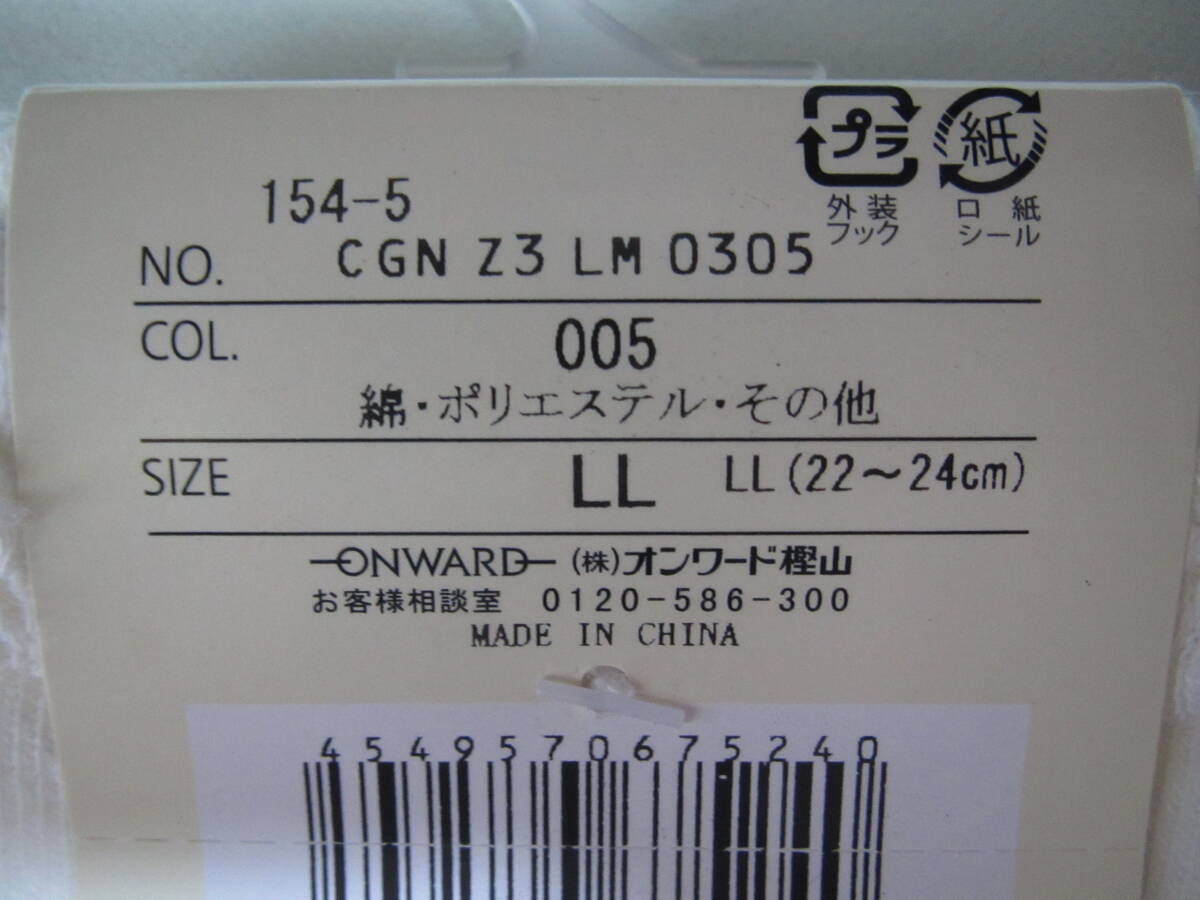 プラ 紙
外装 口紙
フック シール
154-5
NO. CGN Z3 LM 0305
COL. 005
綿・ポリエステル・その他
SIZE LL LL(22～24cm)
ONWARD (株)オンワード樫山
お客様相談室 0120-586-300
MADE IN CHINA
4549570675240